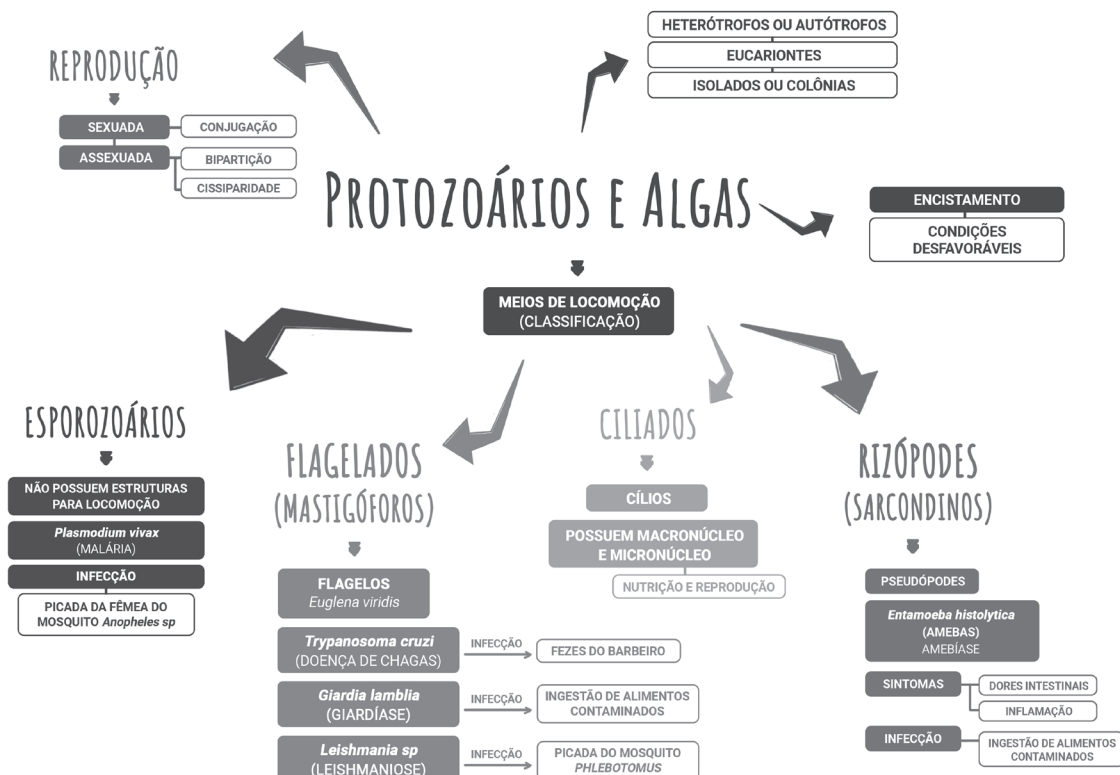 REPRODUÇÃO
SEXUADA
CONJUGAÇÃO
ASSEXUADA
BIPARTIÇÃO
CISSIPARIDADE
HETERÓTROFOS OU AUTÓTROFOS
EUCARIONTES
ISOLADOS OU COLÔNIAS
PROTOZOÁRIOS E ALGAS
ENCISTAMENTO
CONDIÇÕES
DESFAVORÁVEIS
MEIOS DE LOCOMOÇÃO
(CLASSIFICAÇÃO)
ESPOROZOÁRIOS
NÃO POSSUEM ESTRUTURAS
PARA LOCOMOÇÃO
Plasmodium vivax
(MALÁRIA)
INFECÇÃO
PICADA DA FÊMEA DO
MOSQUITO Anopheles sp
FLAGELADOS
(MASTIGÓFOROS)
FLAGELOS
Euglena viridis
Trypanosoma cruzi
(DOENÇA DE CHAGAS)
INFECÇÃO
FEZES DO BARBEIRO
Giardia lamblia
(GIARDÍASE)
INFECÇÃO
INGESTÃO DE ALIMENTOS
CONTAMINADOS
Leishmania sp
(LEISHMANIOSE)
INFECÇÃO
PICADA DO MOSQUITO
PHLEBOTOMUS
CILIADOS
CÍLIOS
POSSUEM MACRONÚCLEO
E MICRONÚCLEO
NUTRIÇÃO E REPRODUÇÃO
RIZÓPODES
(SARCONDINOS)
PSEUDÓPODES
Entamoeba histolytica
(AMEBAS)
AMEBÍASE
SINTOMAS
DORES INTESTINAIS
INFLAMAÇÃO
INFECÇÃO
INGESTÃO DE ALIMENTOS
CONTAMINADOS